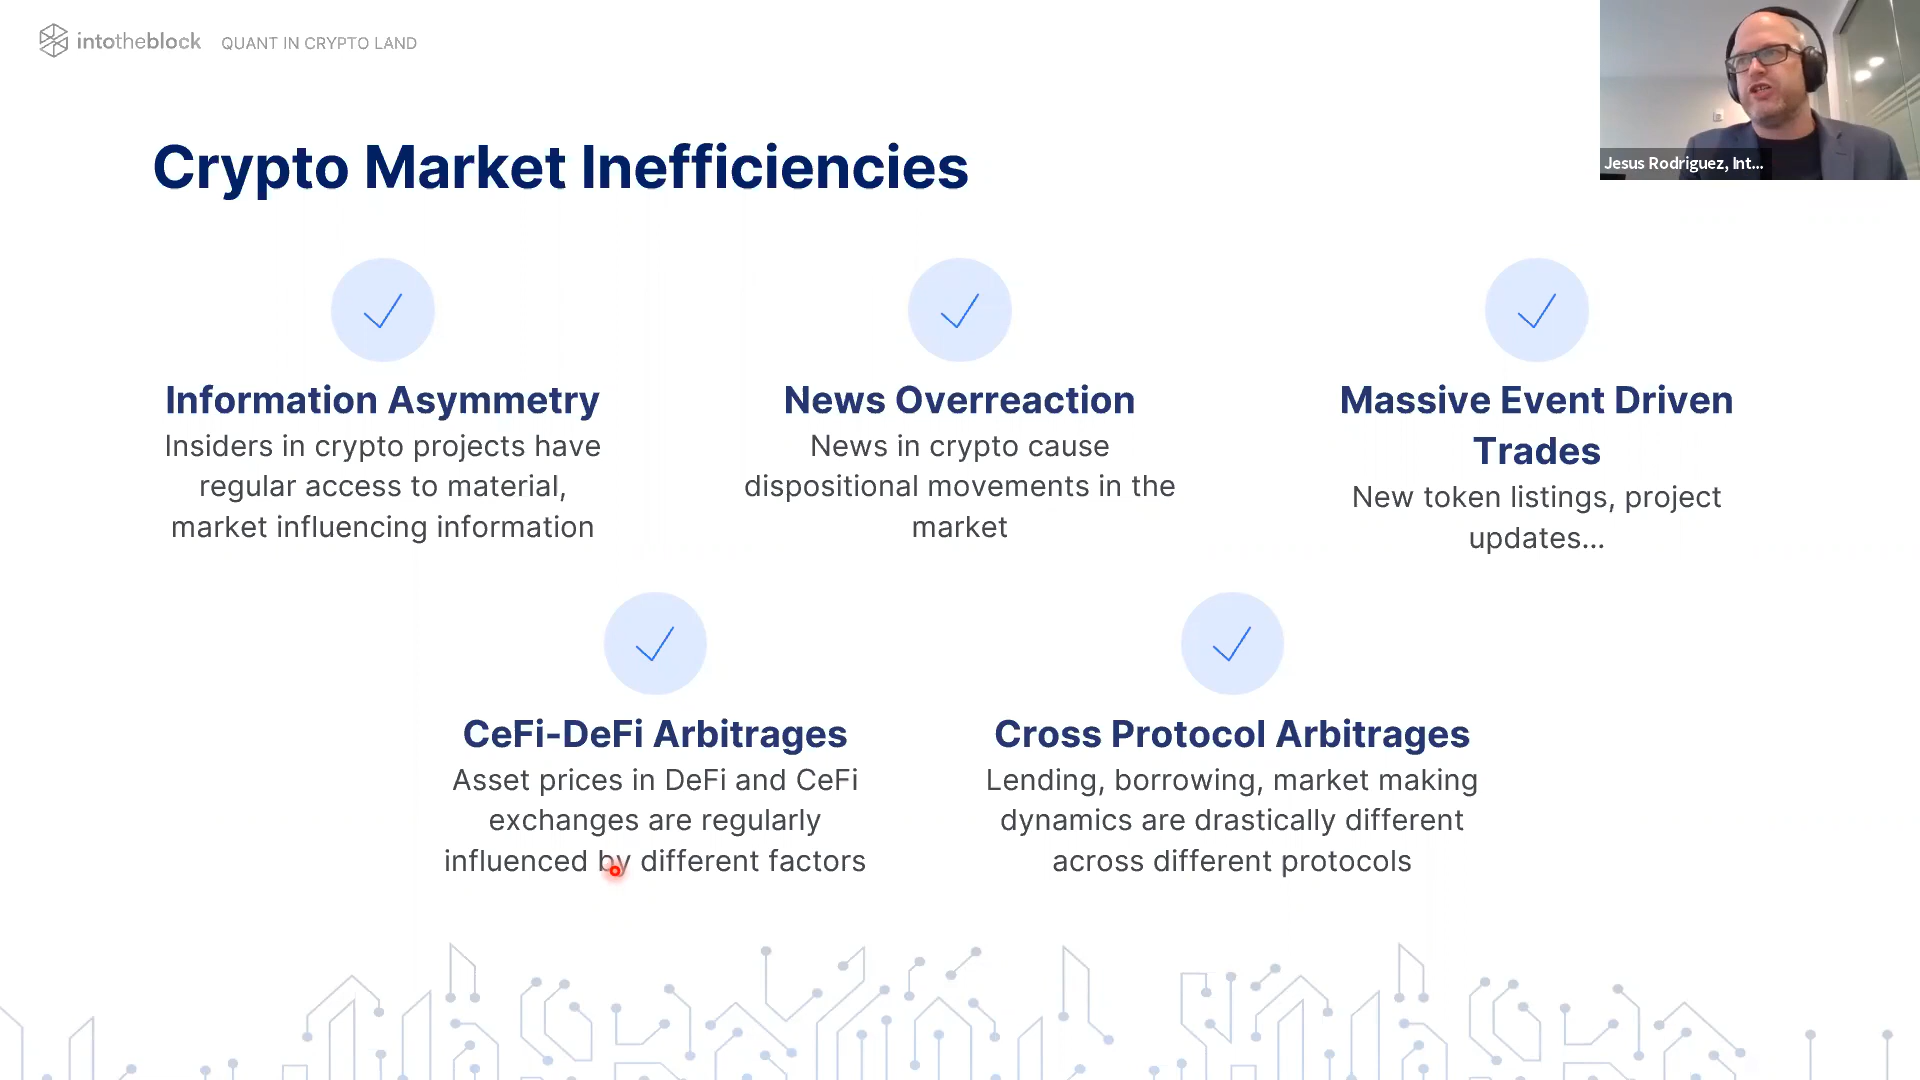 intotheblock QUANT IN CRYPTO LAND
Jesus Rodriguez, Int...
Crypto Market Inefficiencies
Information Asymmetry
Insiders in crypto projects have
regular access to material,
market influencing information
News Overreaction
News in crypto cause
dispositional movements in the
market
Massive Event Driven
Trades
New token listings, project
updates...
CeFi-DeFi Arbitrages
Asset prices in DeFi and CeFi
exchanges are regularly
influenced by different factors
Cross Protocol Arbitrages
Lending, borrowing, market making
dynamics are drastically different
across different protocols